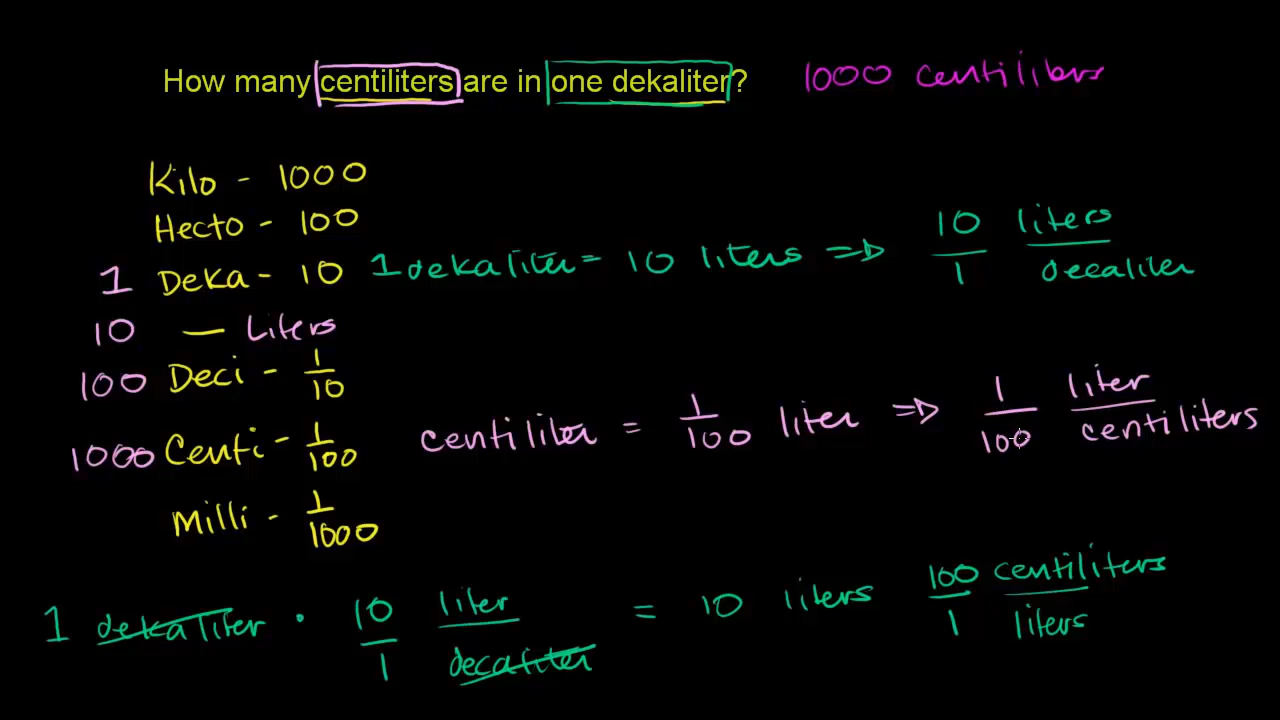 How many centiliters are in one dekaliter? 1000 centiliters
Kilo - 1000
Hecto - 100
1 Deka - 10 1 dekaliter = 10 liters ⇒ 10/1 liters/decaliter
10 — Liters
100 Deci - 1/10
1000 Centi - 1/100 centiliter = 1/100 liter ⇒ 1/100 liter/centiliters
Milli - 1/1000
1 dekaliter · 10/1 liter/decaliter = 10 liters 100/1 centiliters/liters